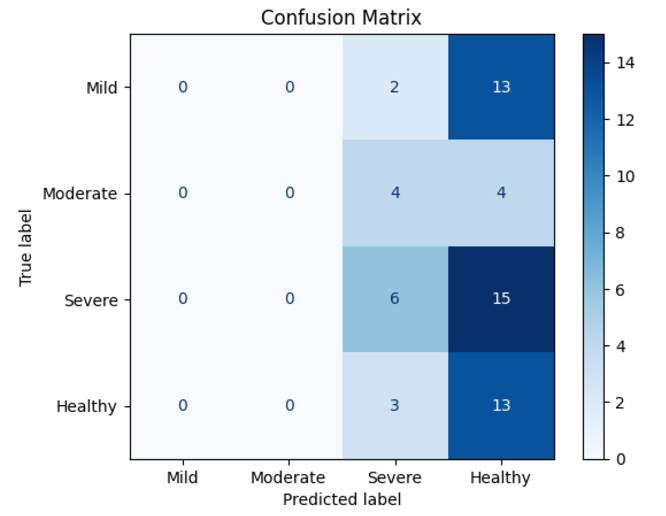 Confusion Matrix
True label
Mild 0 0 2 13
Moderate 0 0 4 4
Severe 0 0 6 15
Healthy 0 0 3 13
Mild Moderate Severe Healthy
Predicted label
14
12
10
8
6
4
2
0